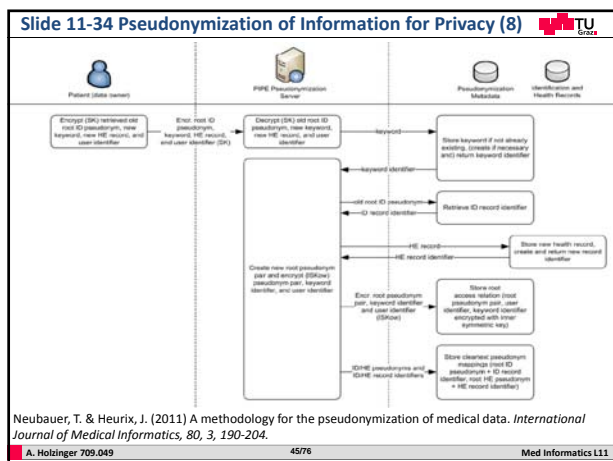 Slide 11-34 Pseudonymization of Information for Privacy (8)
TU
Graz
Patient (data owner)
PIPE Pseudonymization
Server
Pseudonymization
Metadata
Identification and
Health Records
Encrypt (SK) retrieved old
root ID pseudonym, new
keyword, new HE record,
and user identifier
Encr. root ID
pseudonym,
keyword, HE record,
and user identifier (SK)
Decrypt (SK) old root ID
pseudonym, new keyword,
new HE record, and user
identifier
keyword
Store keyword if not already
existing, (create if necessary
and) return keyword identifier
keyword identifier
old root ID pseudonym
ID record identifier
Retrieve ID record identifier
HE record
HE record identifier
Store new health record,
create and return new record
identifier
Create new root pseudonym
pair and encrypt (ISKow)
pseudonym pair, keyword
identifier, and user identifier
Encr. root pseudonym
pair, keyword identifier
and user identifier
(ISKow)
Store root
access relation (root
pseudonym pair, user
identifier, keyword identifier
encrypted with inner
symmetric key)
ID/HE pseudonyms and
ID/HE record identifiers
Store cleartext pseudonym
mappings (root ID
pseudonym + ID record
identifier, root HE pseudonym
+ HE record identifier)
Neubauer, T. & Heurix, J. (2011) A methodology for the pseudonymization of medical data. International
Journal of Medical Informatics, 80, 3, 190-204.
A. Holzinger 709.049
45/76
Med Informatics L11